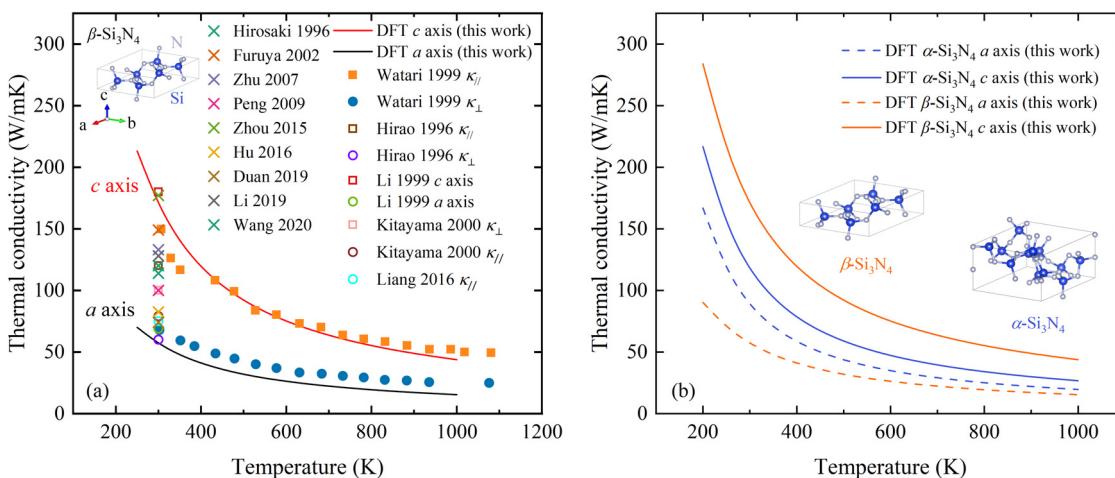 β-Si₃N₄
N
Si
c
a
b
Hirosaki 1996
Furuya 2002
Zhu 2007
Peng 2009
Zhou 2015
Hu 2016
Duan 2019
Li 2019
Wang 2020
DFT c axis (this work)
DFT a axis (this work)
Watari 1999 κ//
Watari 1999 κ⊥
Hirao 1996 κ//
Hirao 1996 κ⊥
Li 1999 c axis
Li 1999 a axis
Kitayama 2000 κ⊥
Kitayama 2000 κ//
Liang 2016 κ//
c axis
a axis
(a)
Thermal conductivity (W/mK)
300
250
200
150
100
50
0
200 400 600 800 1000 1200
Temperature (K)
DFT α-Si₃N₄ a axis (this work)
DFT α-Si₃N₄ c axis (this work)
DFT β-Si₃N₄ a axis (this work)
DFT β-Si₃N₄ c axis (this work)
β-Si₃N₄
α-Si₃N₄
(b)
Thermal conductivity (W/mK)
300
250
200
150
100
50
0
200 400 600 800 1000
Temperature (K)